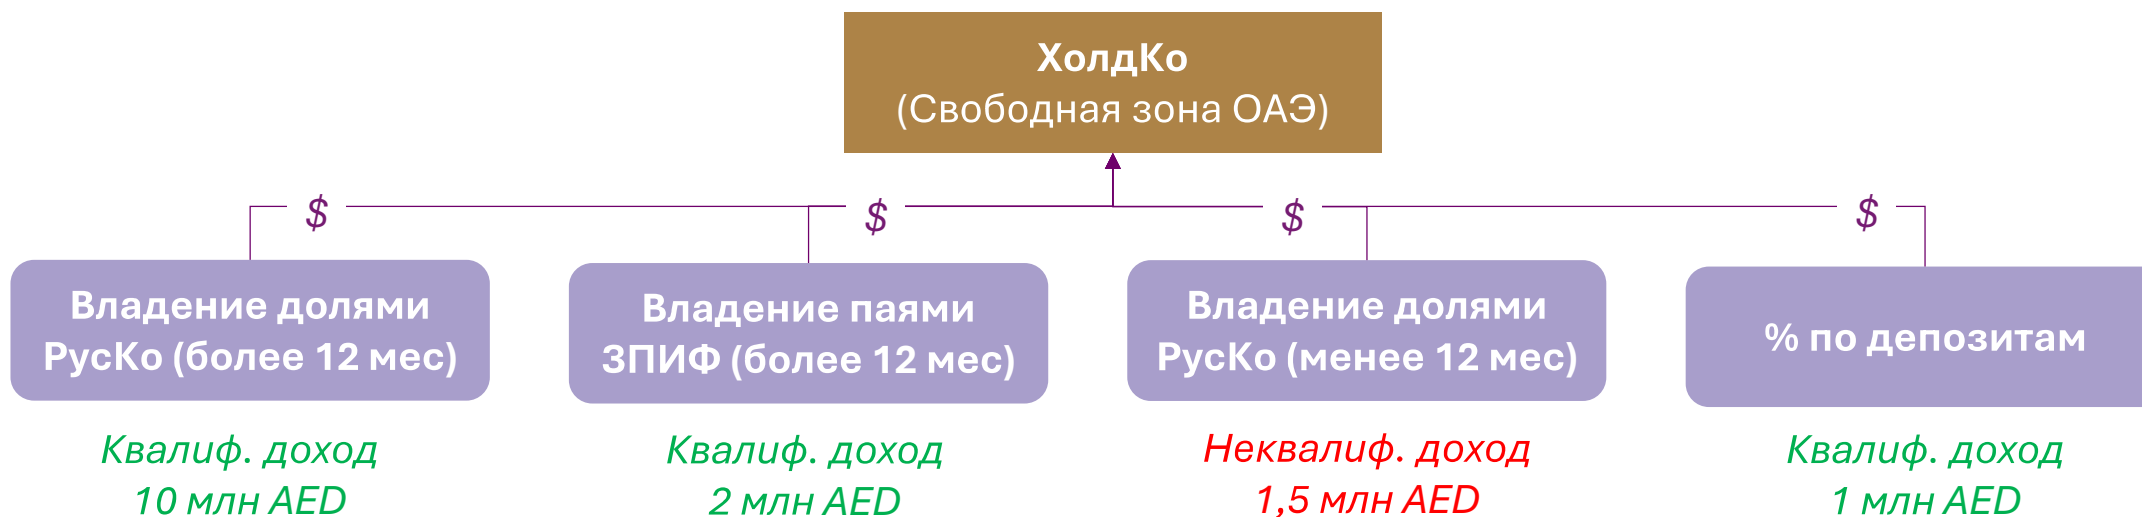 ХолдКо
(Свободная зона ОАЭ)
$
$
$
$
Владение долями
РусКо (более 12 мес)
Владение паями
ЗПИФ (более 12 мес)
Владение долями
РусКо (менее 12 мес)
% по депозитам
Квалиф. доход
10 млн AED
Квалиф. доход
2 млн AED
Неквалиф. доход
1,5 млн AED
Квалиф. доход
1 млн AED